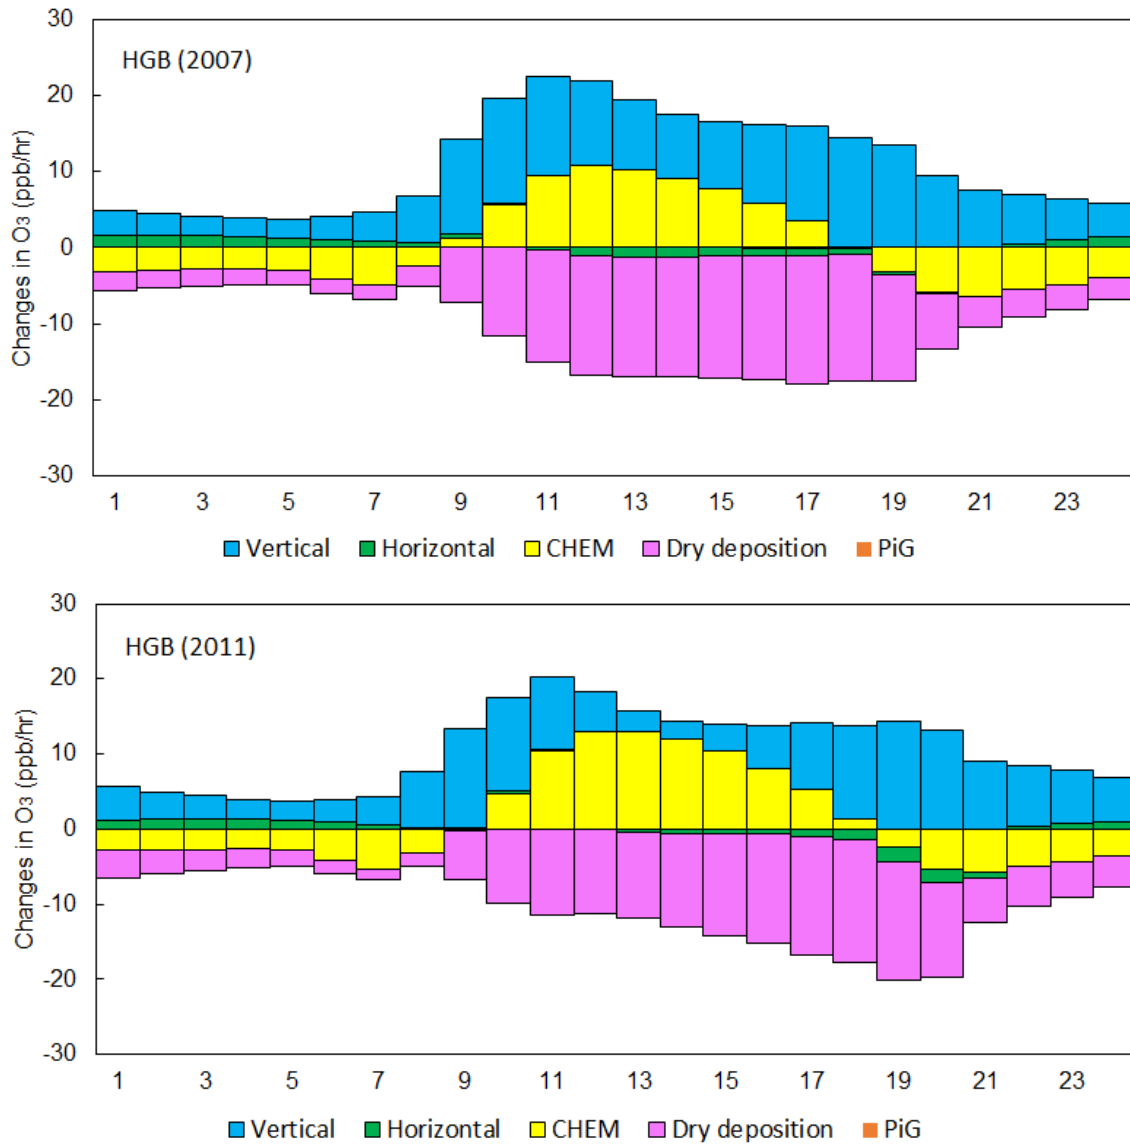 HGB (2007)
Changes in O3 (ppb/hr)
30
20
10
0
-10
-20
-30
1 3 5 7 9 11 13 15 17 19 21 23
Vertical Horizontal CHEM Dry deposition PiG
HGB (2011)
Changes in O3 (ppb/hr)
30
20
10
0
-10
-20
-30
1 3 5 7 9 11 13 15 17 19 21 23
Vertical Horizontal CHEM Dry deposition PiG